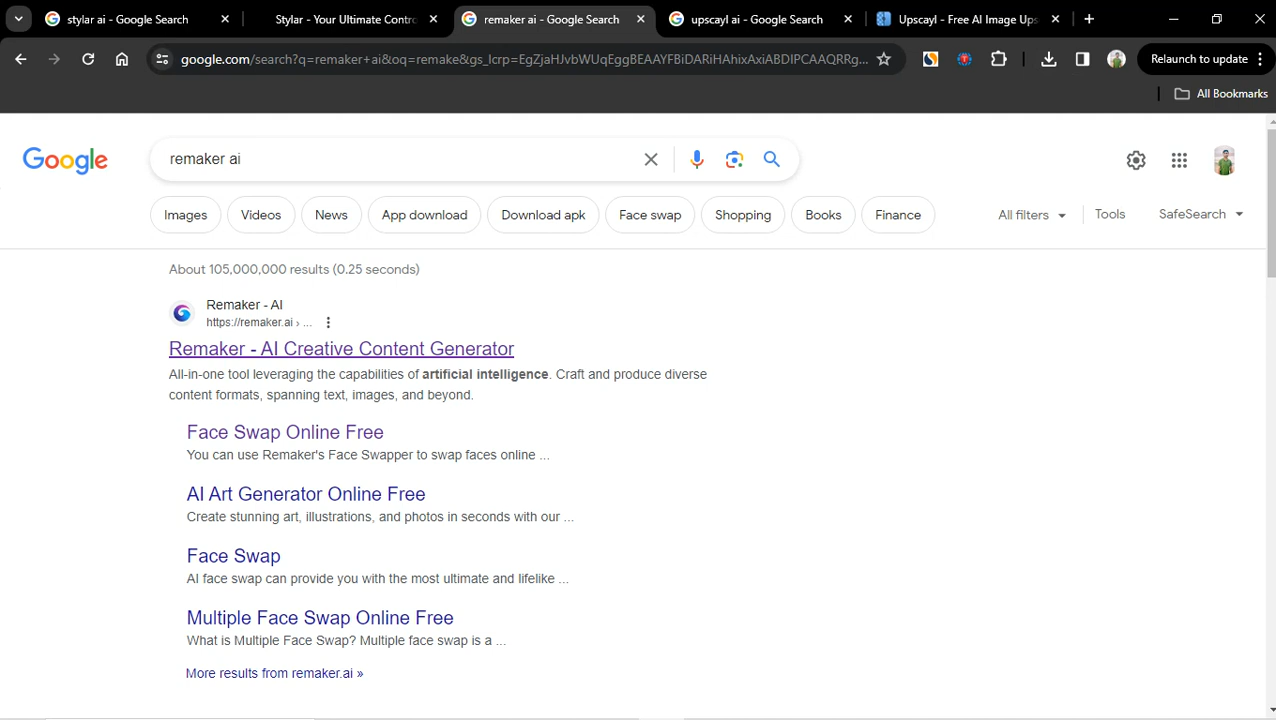 stylar ai - Google Search
Stylar - Your Ultimate Contro
remaker ai - Google Search
upscayl ai - Google Search
Upscayl - Free AI Image Ups
google.com/search?q=remaker+ai&oq=remake&gs_lcrp=EgZjaHJvbWUqEggBEAAYFBiDARiHAhixAxiABDIPCAAQRRg...
Relaunch to update
All Bookmarks
Google
remaker ai
Images
Videos
News
App download
Download apk
Face swap
Shopping
Books
Finance
All filters
Tools
SafeSearch
About 105,000,000 results (0.25 seconds)
Remaker - AI
https://remaker.ai › ...
Remaker - AI Creative Content Generator
All-in-one tool leveraging the capabilities of artificial intelligence. Craft and produce diverse
content formats, spanning text, images, and beyond.
Face Swap Online Free
You can use Remaker's Face Swapper to swap faces online ...
AI Art Generator Online Free
Create stunning art, illustrations, and photos in seconds with our ...
Face Swap
AI face swap can provide you with the most ultimate and lifelike ...
Multiple Face Swap Online Free
What is Multiple Face Swap? Multiple face swap is a ...
More results from remaker.ai »